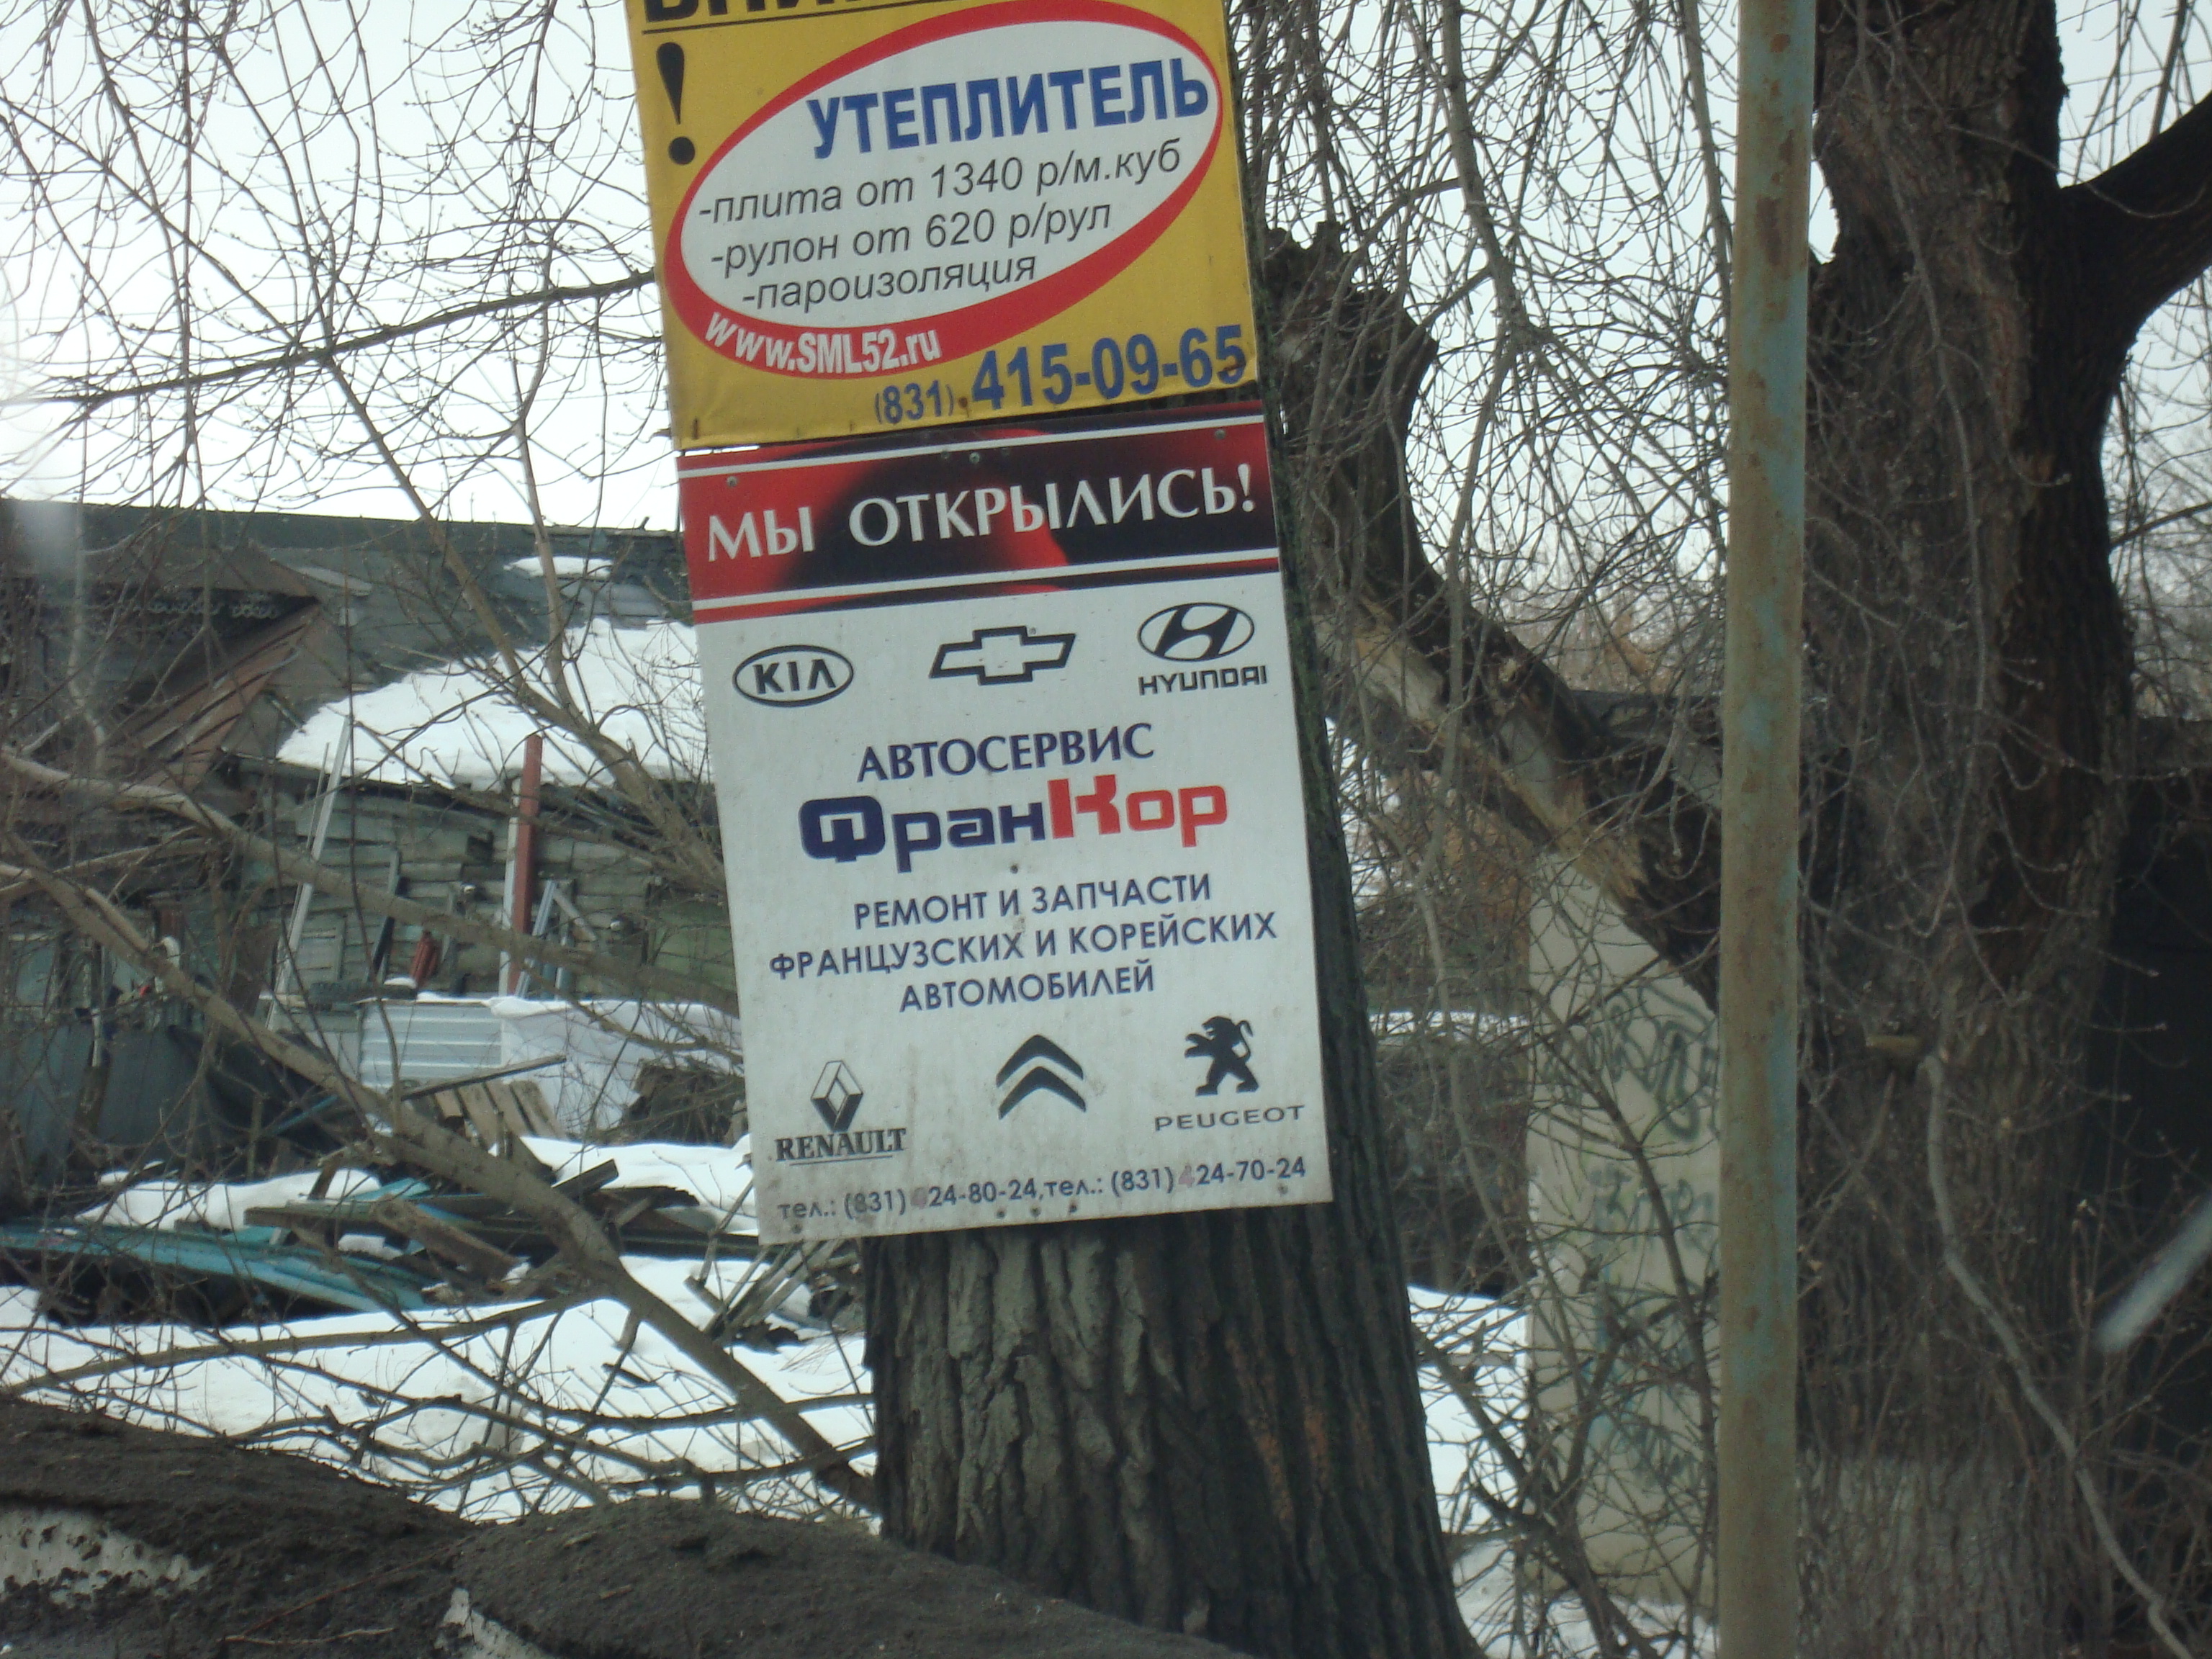 !
УТЕПЛИТЕЛЬ
-плита от 1340 р/м.куб
-рулон от 620 р/рул
-пароизоляция
www.SML52.ru
(831) 415-09-65
МЫ ОТКРЫЛИСЬ!
KIA
HYUNDAI
АВТОСЕРВИС
ФранКор
РЕМОНТ И ЗАПЧАСТИ
ФРАНЦУЗСКИХ И КОРЕЙСКИХ
АВТОМОБИЛЕЙ
RENAULT
PEUGEOT
тел.: (831) 424-80-24,тел.: (831) 424-70-24